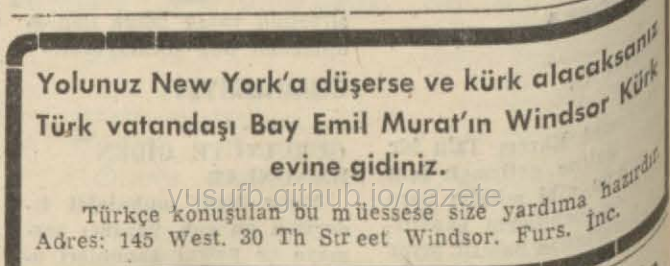 Yolunuz New York'a düşerse ve kürk alacaksanız
Türk vatandaşı Bay Emil Murat'ın Windsor Kürk
evine gidiniz.
yusufb.github.io/gazete
Türkçe konuşulan bu müessese size yardıma hazırdır.
Adres: 145 West. 30 Th Street Windsor. Furs. İnc.